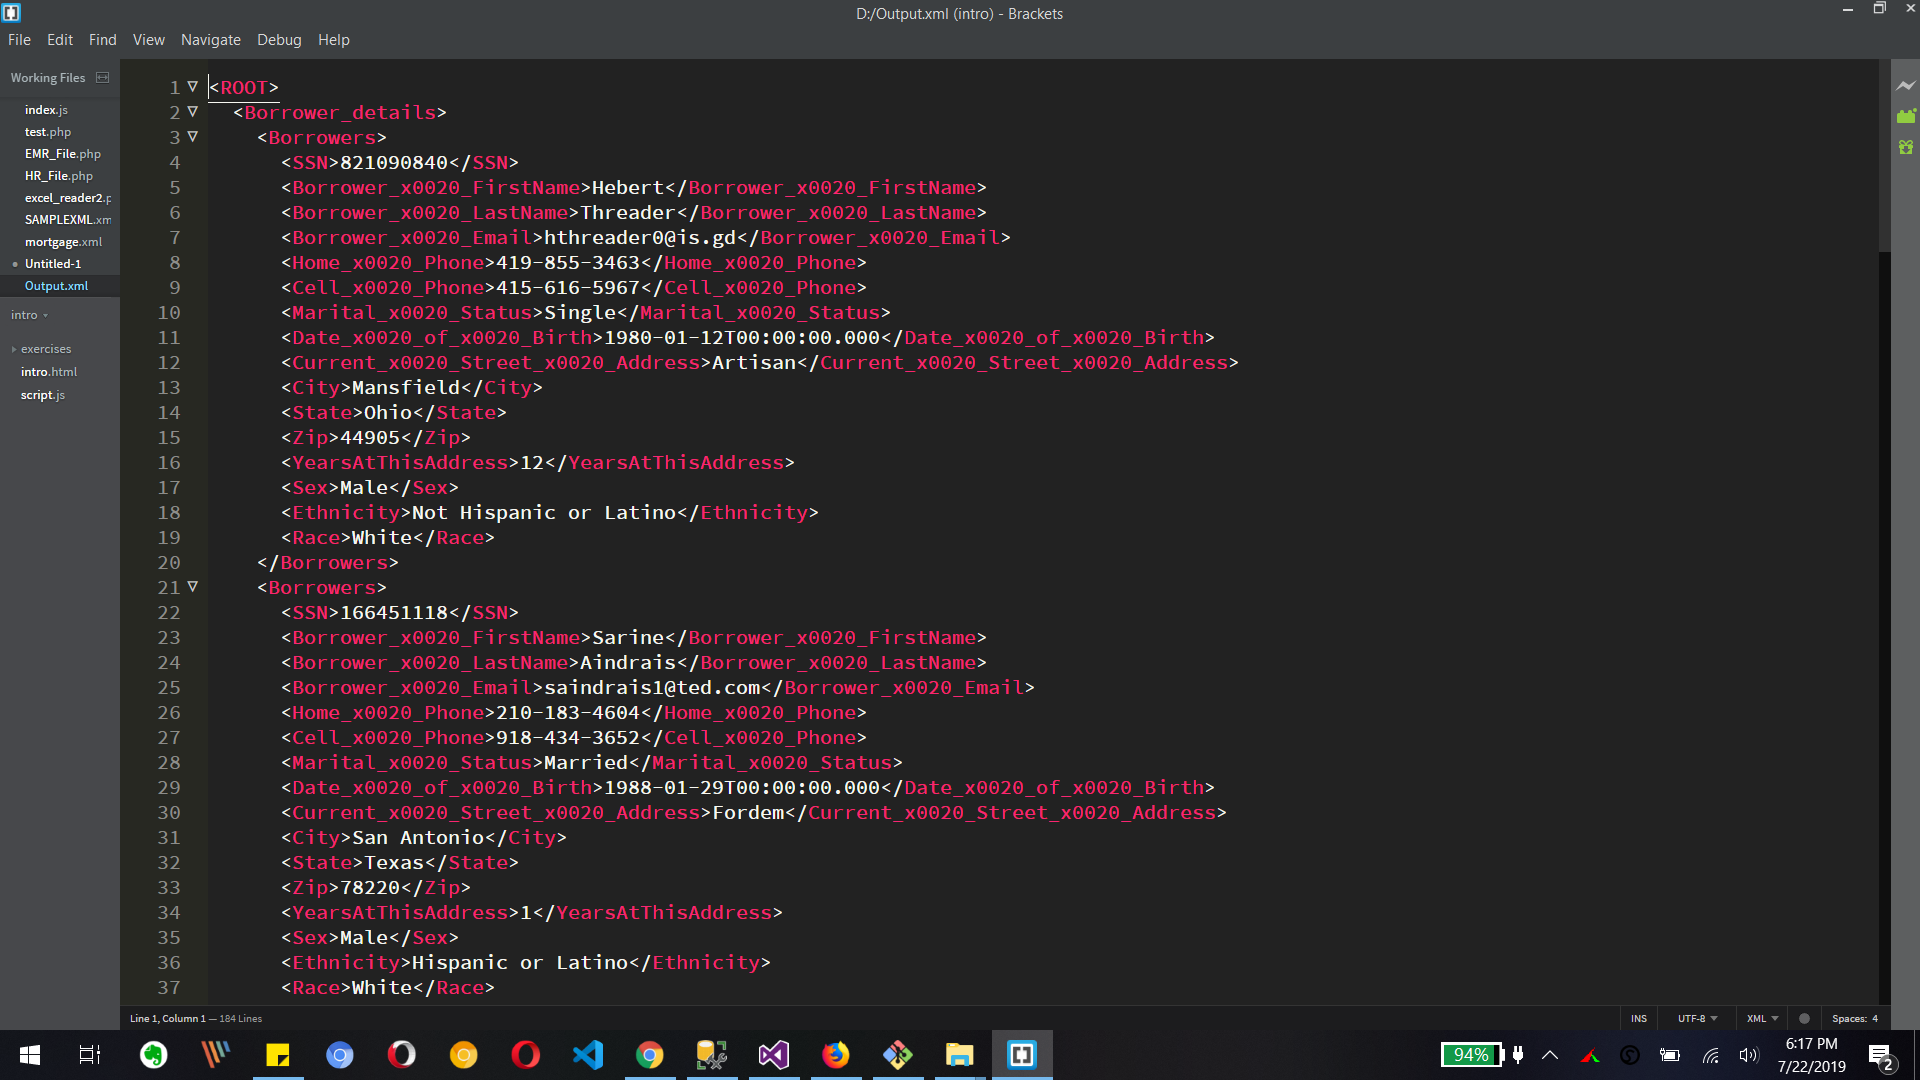 D:/Output.xml (intro) - Brackets
File Edit Find View Navigate Debug Help
Working Files
index.js
test.php
EMR_File.php
HR_File.php
excel_reader2.p
SAMPLEXML.xm
mortgage.xml
Untitled-1
Output.xml
intro
exercises
intro.html
script.js
1 <ROOT>
2 <Borrower_details>
3 <Borrowers>
4 <SSN>821090840</SSN>
5 <Borrower_x0020_FirstName>Hebert</Borrower_x0020_FirstName>
6 <Borrower_x0020_LastName>Threader</Borrower_x0020_LastName>
7 <Borrower_x0020_Email>hthreader0@is.gd</Borrower_x0020_Email>
8 <Home_x0020_Phone>419-855-3463</Home_x0020_Phone>
9 <Cell_x0020_Phone>415-616-5967</Cell_x0020_Phone>
10 <Marital_x0020_Status>Single</Marital_x0020_Status>
11 <Date_x0020_of_x0020_Birth>1980-01-12T00:00:00.000</Date_x0020_of_x0020_Birth>
12 <Current_x0020_Street_x0020_Address>Artisan</Current_x0020_Street_x0020_Address>
13 <City>Mansfield</City>
14 <State>Ohio</State>
15 <Zip>44905</Zip>
16 <YearsAtThisAddress>12</YearsAtThisAddress>
17 <Sex>Male</Sex>
18 <Ethnicity>Not Hispanic or Latino</Ethnicity>
19 <Race>White</Race>
20 </Borrowers>
21 <Borrowers>
22 <SSN>166451118</SSN>
23 <Borrower_x0020_FirstName>Sarine</Borrower_x0020_FirstName>
24 <Borrower_x0020_LastName>Aindrais</Borrower_x0020_LastName>
25 <Borrower_x0020_Email>saindrais1@ted.com</Borrower_x0020_Email>
26 <Home_x0020_Phone>210-183-4604</Home_x0020_Phone>
27 <Cell_x0020_Phone>918-434-3652</Cell_x0020_Phone>
28 <Marital_x0020_Status>Married</Marital_x0020_Status>
29 <Date_x0020_of_x0020_Birth>1988-01-29T00:00:00.000</Date_x0020_of_x0020_Birth>
30 <Current_x0020_Street_x0020_Address>Fordem</Current_x0020_Street_x0020_Address>
31 <City>San Antonio</City>
32 <State>Texas</State>
33 <Zip>78220</Zip>
34 <YearsAtThisAddress>1</YearsAtThisAddress>
35 <Sex>Male</Sex>
36 <Ethnicity>Hispanic or Latino</Ethnicity>
37 <Race>White</Race>
Line 1, Column 1 — 184 Lines
INS UTF-8 XML Spaces: 4
94%
6:17 PM
7/22/2019
2